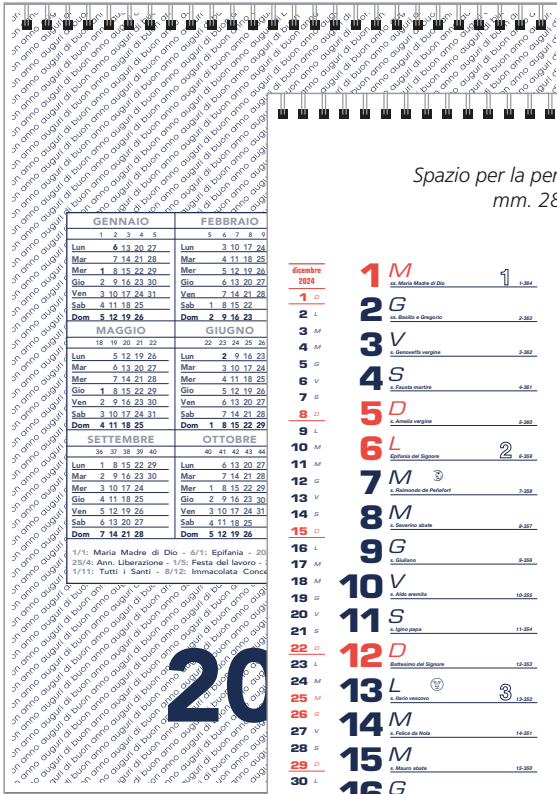 auguri di buon anno
GENNAIO FEBBRAIO
1 2 3 4 5 5 6 7 8 9
Lun 6 13 20 27 Lun 3 10 17 24
Mar 7 14 21 28 Mar 4 11 18 25
Mer 1 8 15 22 29 Mer 5 12 19 26
Gio 2 9 16 23 30 Gio 6 13 20 27
Ven 3 10 17 24 31 Ven 7 14 21 28
Sab 4 11 18 25 Sab 1 8 15 22
Dom 5 12 19 26 Dom 2 9 16 23
MAGGIO GIUGNO
18 19 20 21 22 22 23 24 25 26
Lun 5 12 19 26 Lun 2 9 16 23
Mar 6 13 20 27 Mar 3 10 17 24
Mer 7 14 21 28 Mer 4 11 18 25
Gio 1 8 15 22 29 Gio 5 12 19 26
Ven 2 9 16 23 30 Ven 6 13 20 27
Sab 3 10 17 24 31 Sab 7 14 21 28
Dom 4 11 18 25 Dom 1 8 15 22 29
SETTEMBRE OTTOBRE
36 37 38 39 40 40 41 42 43 44
Lun 1 8 15 22 29 Lun 6 13 20 27
Mar 2 9 16 23 30 Mar 7 14 21 28
Mer 3 10 17 24 Mer 1 8 15 22 29
Gio 4 11 18 25 Gio 2 9 16 23 30
Ven 5 12 19 26 Ven 3 10 17 24 31
Sab 6 13 20 27 Sab 4 11 18 25
Dom 7 14 21 28 Dom 5 12 19 26
1/1: Maria Madre di Dio - 6/1: Epifania - 20
25/4: Ann. Liberazione - 1/5: Festa del lavoro -
1/11: Tutti i Santi - 8/12: Immacolata Conce
20
Spazio per la per
mm. 28
dicembre
2024
1 D
2 L
3 M
4 M
5 G
6 V
7 S
8 D
9 L
10 M
11 M
12 G
13 V
14 S
15 D
16 L
17 M
18 M
19 G
20 V
21 S
22 D
23 L
24 M
25 M
26 G
27 V
28 S
29 D
30 L
1 M 1
ss. Maria Madre di Dio 1-364
2 G
ss. Basilio e Gregorio 2-363
3 V
s. Genoveffa vergine 3-362
4 S
s. Fausta martire 4-361
5 D
s. Amelia vergine 5-360
6 L 2
Epifania del Signore 6-359
7 M
s. Raimondo de Peñafort 7-358
8 M
s. Severino abate 8-357
9 G
s. Giuliano 9-356
10 V
s. Aldo eremita 10-355
11 S
s. Igino papa 11-354
12 D
Battesimo del Signore 12-353
13 L 3
s. Ilario vescovo 13-352
14 M
s. Felice da Nola 14-351
15 M
s. Mauro abate 15-350
16 G